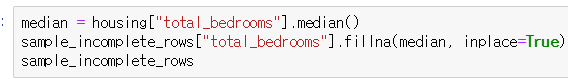 : median = housing["total_bedrooms"].median()
sample_incomplete_rows["total_bedrooms"].fillna(median, inplace=True)
sample_incomplete_rows